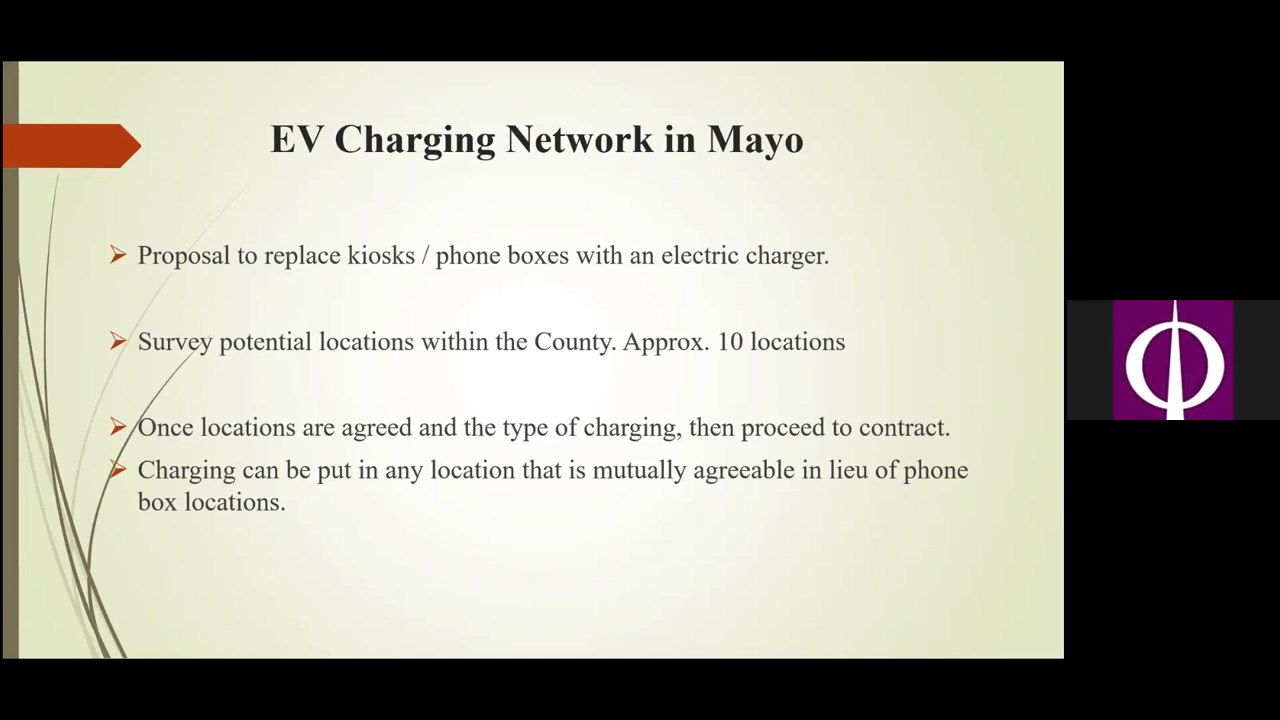 EV Charging Network in Mayo
Proposal to replace kiosks / phone boxes with an electric charger.
Survey potential locations within the County. Approx. 10 locations
Once locations are agreed and the type of charging, then proceed to contract.
Charging can be put in any location that is mutually agreeable in lieu of phone
box locations.